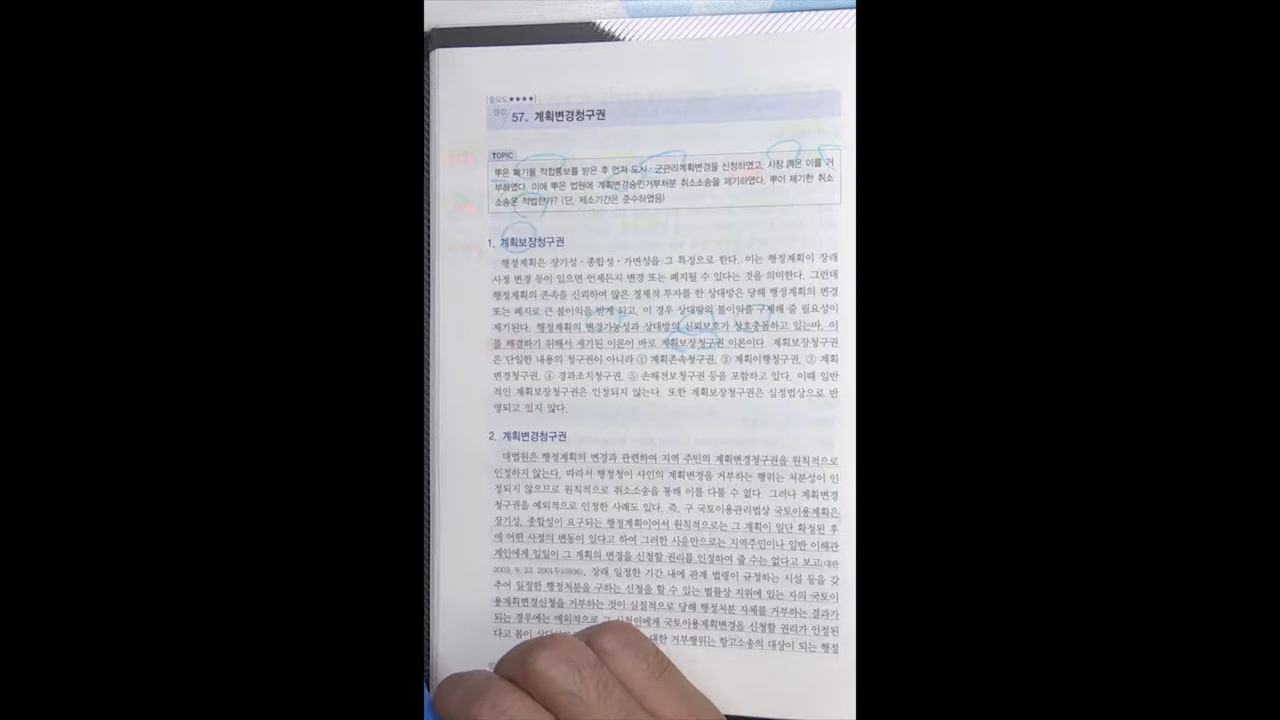 [중요도★★★★]
쟁점 57. 계획변경청구권
TOPIC
甲은 폐기물 적합통보를 받은 후 먼저 도시·군관리계획변경을 신청하였고, 시장 丙은 이를 거
부하였다. 이에 甲은 법원에 계획변경승인거부처분 취소소송을 제기하였다. 甲이 제기한 취소
소송은 적법한가? (단, 제소기간은 준수하였음)
1. 계획보장청구권
행정계획은 장기성·종합성·가변성을 그 특징으로 한다. 이는 행정계획이 장래
사정 변경 등이 있으면 언제든지 변경 또는 폐지될 수 있다는 것을 의미한다. 그런데
행정계획의 존속을 신뢰하여 많은 경제적 투자를 한 상대방은 당해 행정계획의 변경
또는 폐지로 큰 불이익을 받게 되고, 이 경우 상대방의 불이익을 구제해 줄 필요성이
제기된다. 행정계획의 변경가능성과 상대방의 신뢰보호가 상호충돌하고 있는바, 이
를 해결하기 위해서 제기된 이론이 바로 계획보장청구권 이론이다. 계획보장청구권
은 단일한 내용의 청구권이 아니라 ① 계획존속청구권, ② 계획이행청구권, ③ 계획
변경청구권, ④ 경과조치청구권, ⑤ 손해전보청구권 등을 포함하고 있다. 이때 일반
적인 계획보장청구권은 인정되지 않는다. 또한 계획보장청구권은 실정법상으로 반
영되고 있지 않다.
2. 계획변경청구권
대법원은 행정계획의 변경과 관련하여 지역 주민의 계획변경청구권을 원칙적으로
인정하지 않는다. 따라서 행정청이 사인의 계획변경을 거부하는 행위는 처분성이 인
정되지 않으므로 원칙적으로 취소소송을 통해 이를 다툴 수 없다. 그러나 계획변경
청구권을 예외적으로 인정한 사례도 있다. 즉, 구 국토이용관리법상 국토이용계획은
장기성, 종합성이 요구되는 행정계획이어서 원칙적으로는 그 계획이 일단 확정된 후
에 어떤 사정의 변동이 있다고 하여 그러한 사유만으로는 지역주민이나 일반 이해관
계인에게 일일이 그 계획의 변경을 신청할 권리를 인정하여 줄 수는 없다고 보고(대판
2003. 9. 23. 2001두10936), 장래 일정한 기간 내에 관계 법령이 규정하는 시설 등을 갖
추어 일정한 행정처분을 구하는 신청을 할 수 있는 법률상 지위에 있는 자의 국토이
용계획변경신청을 거부하는 것이 실질적으로 당해 행정처분 자체를 거부하는 결과가
되는 경우에는 예외적으로 그 신청인에게 국토이용계획변경을 신청할 권리가 인정된
다고 봄이 대한 거부행위는 항고소송의 대상이 되는 행정